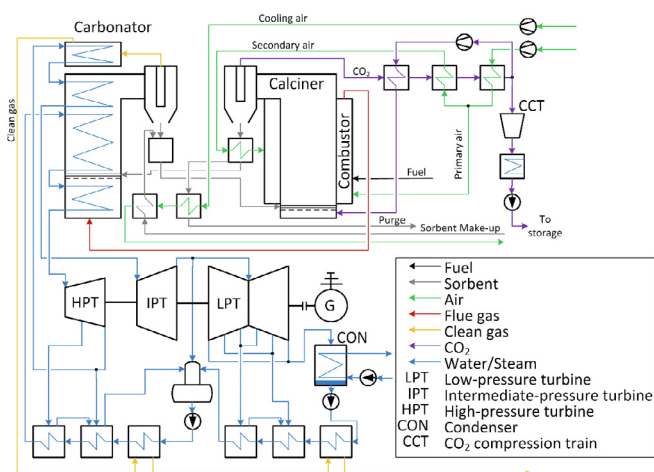 Carbonator
Cooling air
Secondary air
CO₂
Calciner
Clean gas
Combustor
Primary air
CCT
Fuel
Purge
Sorbent Make-up
To
storage
HPT
IPT
LPT
G
CON
Fuel
Sorbent
Air
Flue gas
Clean gas
CO₂
Water/Steam
LPT Low-pressure turbine
IPT Intermediate-pressure turbine
HPT High-pressure turbine
CON Condenser
CCT CO₂ compression train